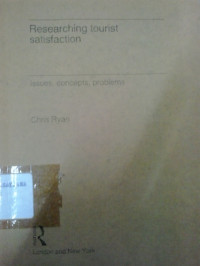 Researching tourist
satisfaction
issues, concepts, problems
Chris Ryan
R
London and New York